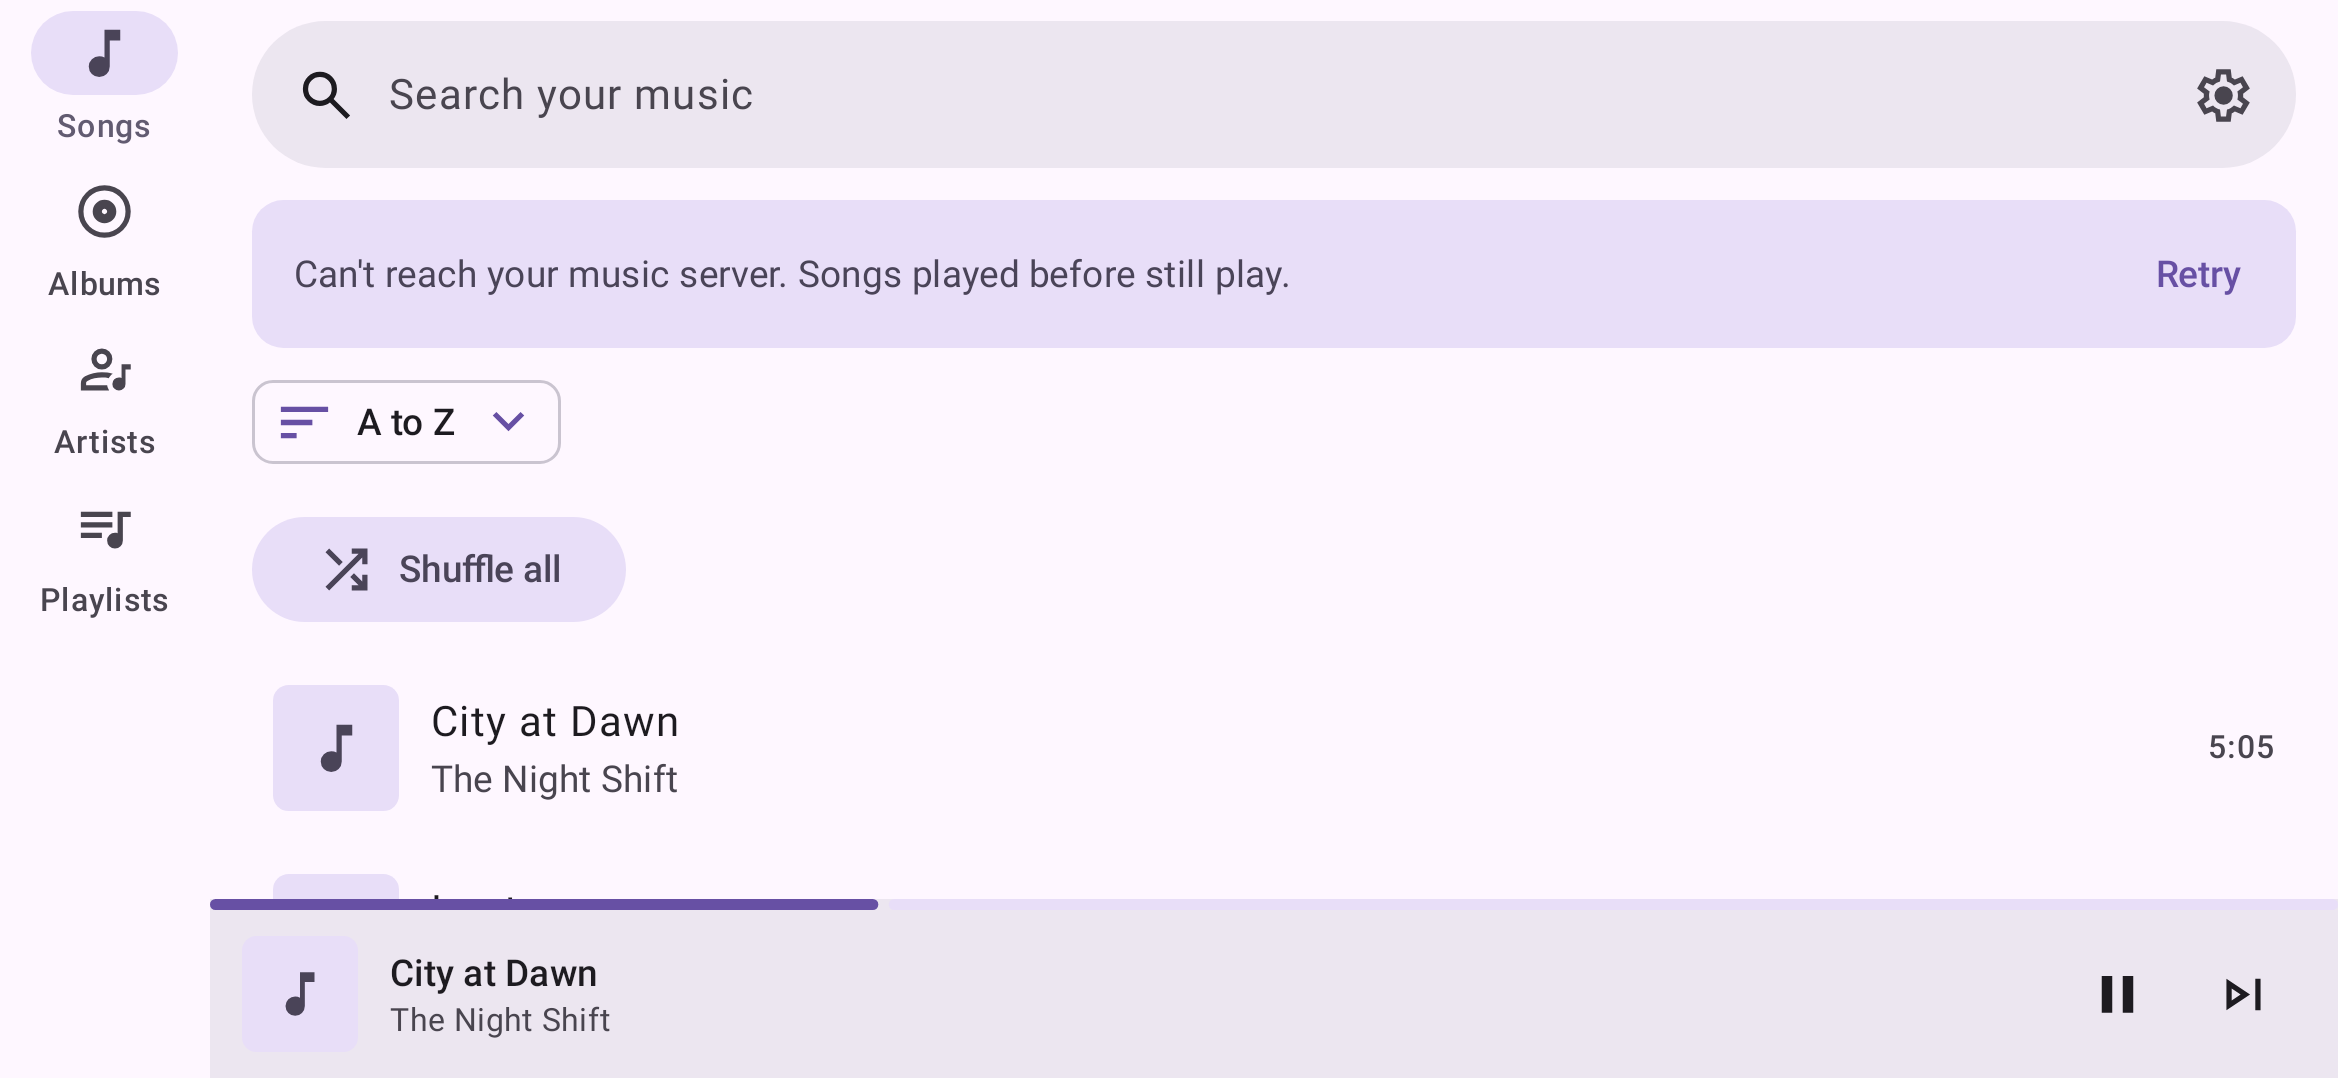 Songs
Albums
Artists
Playlists
Search your music
Can't reach your music server. Songs played before still play.
Retry
A to Z
Shuffle all
City at Dawn
The Night Shift
5:05
City at Dawn
The Night Shift